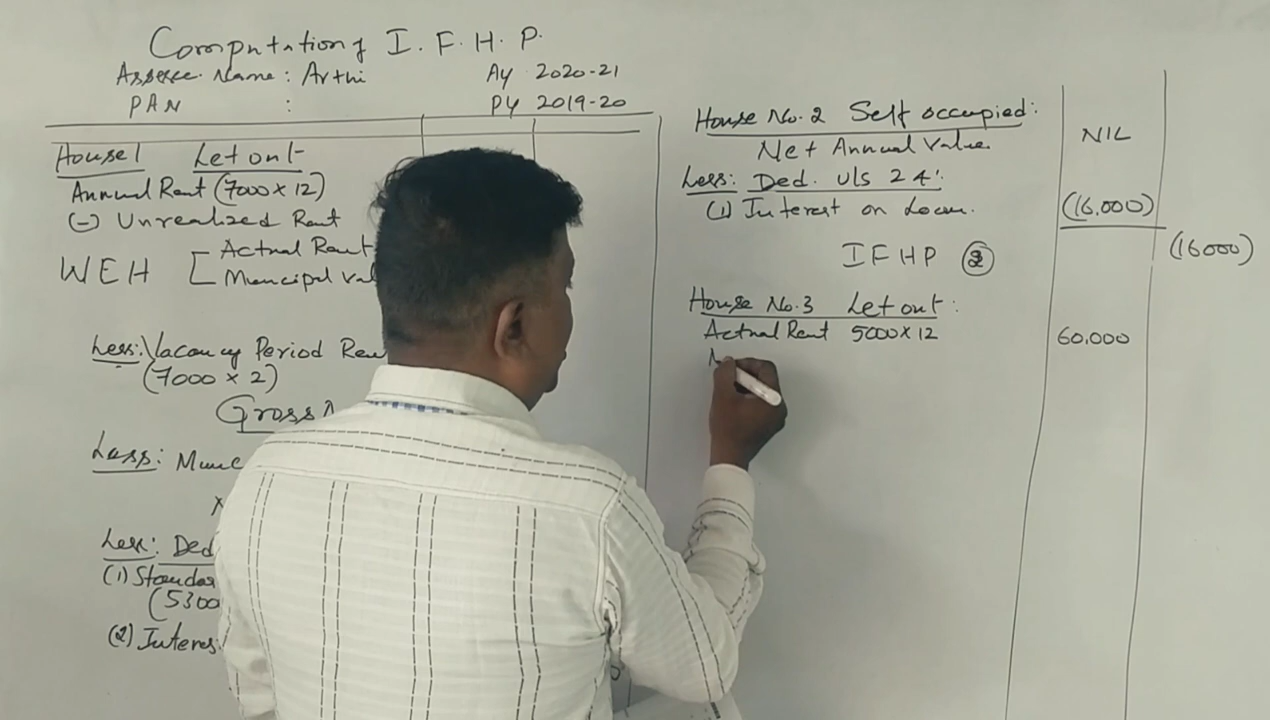 Computation of I. F. H. P.
Assesee Name : Arthi AY 2020-21
PAN : PY 2019-20
House 1 Let out
Annual Rent (7000 x 12)
(-) Unrealized Rent
WEH [ Actual Rent
Muncipal Val
Less: Vacancy Period Ren
(7000 x 2)
Gross
Less: Munc
Less: Ded
(1) Standar
(5300
(2) Interes
House No. 2 Self occupied:
Net Annual Value. NIL
Less: Ded. U/s 24:
(1) Interest on Loan. (16,000)
IFHP (2) (16000)
House No. 3 Let out:
Actual Rent 5000 x 12 60,000